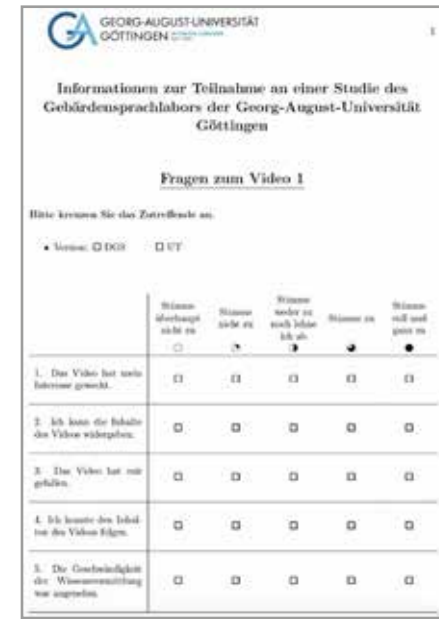 GEORG-AUGUST-UNIVERSITÄT
GÖTTINGEN
1
Informationen zur Teilnahme an einer Studie des
Gebärdensprachlabors der Georg-August-Universität
Göttingen
Fragen zum Video 1
Bitte kreuzen Sie das Zutreffende an.
• Version: DGS UT
Stimme
überhaupt
nicht zu
Stimme
nicht zu
Stimme
weder zu
noch lehne
ich ab
Stimme zu
Stimme
voll und
ganz zu
1. Das Video hat mein
Interesse geweckt.
2. Ich kann die Inhalte
des Videos widergeben.
3. Das Video hat mir
gefallen.
4. Ich konnte den Inhal-
ten des Videos folgen.
5. Die Geschwindigkeit
der Wissensvermittlung
war angenehm.